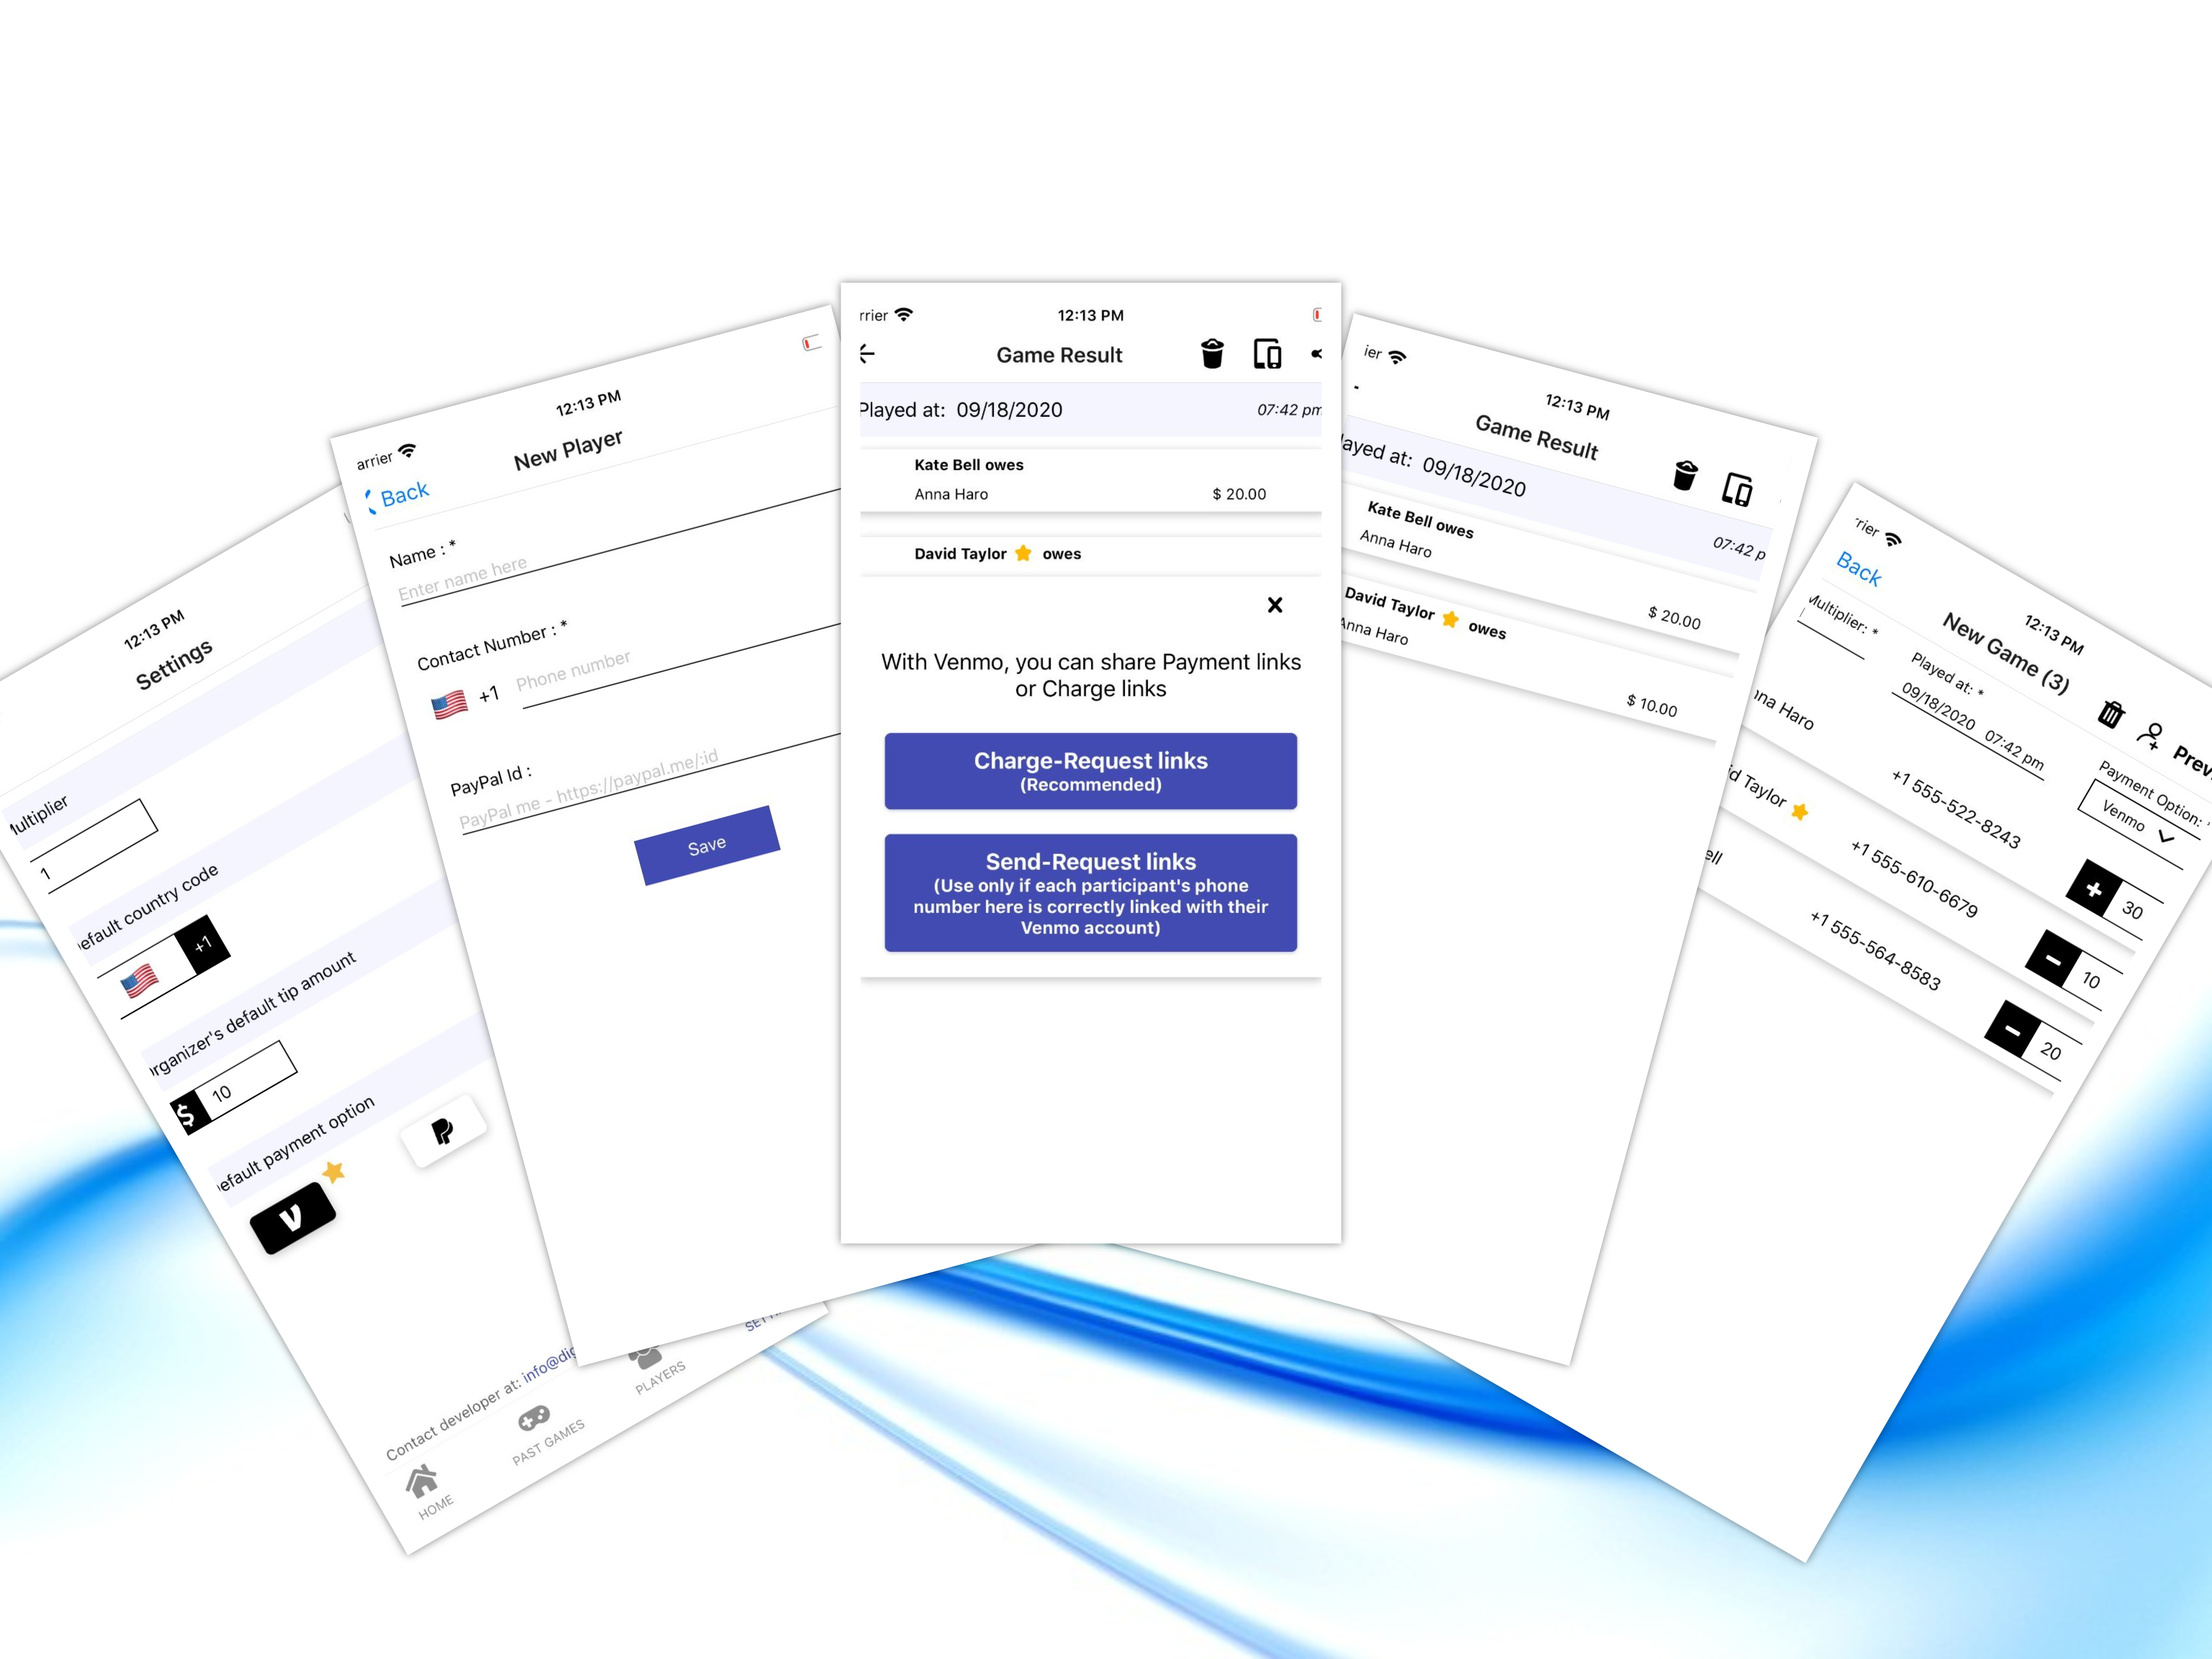 12:13 PM
Settings
Multiplier
1
efault country code
+1
rganizer's default tip amount
$ 10
efault payment option
Contact developer at: info@dig
HOME
PAST GAMES
PLAYERS
arrier
12:13 PM
Back
New Player
Name : *
Enter name here
Contact Number : *
+1 Phone number
PayPal Id :
PayPal me - https://paypal.me/:id
Save
rrier
12:13 PM
Game Result
Played at: 09/18/2020 07:42 pm
Kate Bell owes
Anna Haro $ 20.00
David Taylor owes
With Venmo, you can share Payment links
or Charge links
Charge-Request links
(Recommended)
Send-Request links
(Use only if each participant's phone
number here is correctly linked with their
Venmo account)
ier
12:13 PM
Game Result
layed at: 09/18/2020 07:42 p
Kate Bell owes
Anna Haro
$ 20.00
David Taylor owes
Anna Haro
$ 10.00
rier
12:13 PM
Back
New Game (3)
Prev
Multiplier: *
Played at: *
09/18/2020 07:42 pm
Payment Option: *
Venmo
nna Haro
+1 555-522-8243
+ 30
id Taylor
+1 555-610-6679
- 10
ell
+1 555-564-8583
- 20